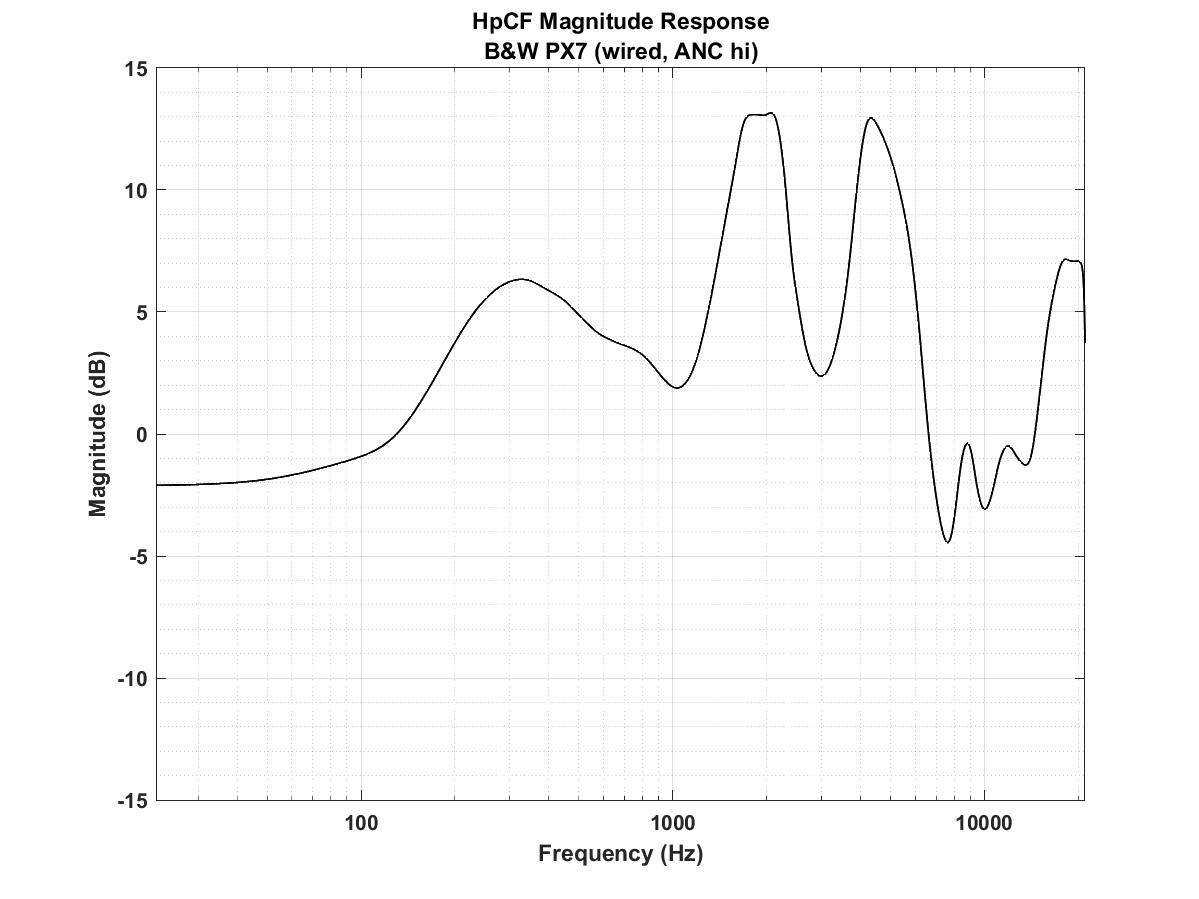 HpCF Magnitude Response
B&W PX7 (wired, ANC hi)
15
10
5
0
-5
-10
-15
Magnitude (dB)
100 1000 10000
Frequency (Hz)